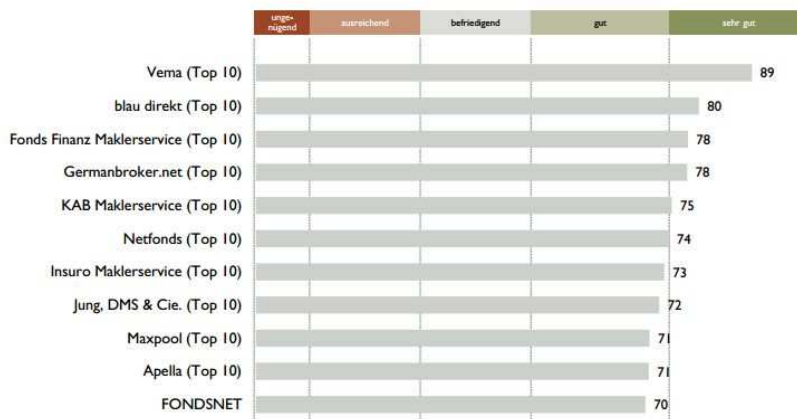 unge-
nügend
ausreichend
befriedigend
gut
sehr gut
Vema (Top 10) 89
blau direkt (Top 10) 80
Fonds Finanz Maklerservice (Top 10) 78
Germanbroker.net (Top 10) 78
KAB Maklerservice (Top 10) 75
Netfonds (Top 10) 74
Insuro Maklerservice (Top 10) 73
Jung, DMS & Cie. (Top 10) 72
Maxpool (Top 10) 71
Apella (Top 10) 71
FONDSNET 70